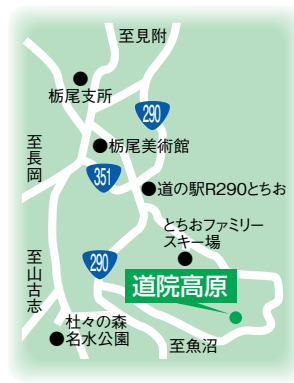 至見附
栃尾支所
290
栃尾美術館
至長岡
351
道の駅R290とちお
とちおファミリー
スキー場
290
至山古志
道院高原
杜々の森
名水公園
至魚沼